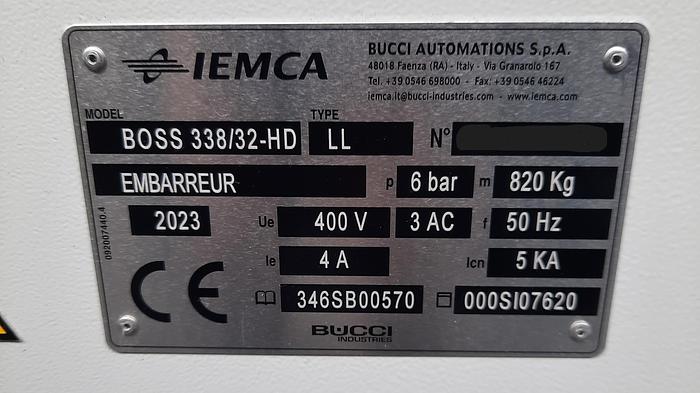 IEMCA
BUCCI AUTOMATIONS S.p.A.
48018 Faenza (RA) - Italy - Via Granarolo 167
Tel. +39 0546 698000 - Fax: +39 0546 46224
iemca.it@bucci-industries.com - www.iemca.com
MODEL TYPE
BOSS 338/32-HD LL N°
EMBARREUR p 6 bar m 820 Kg
2023 Ue 400 V 3 AC f 50 Hz
Ie 4 A Icn 5 KA
CE 346SB00570 000SI07620
BUCCI
INDUSTRIES
092007440.4